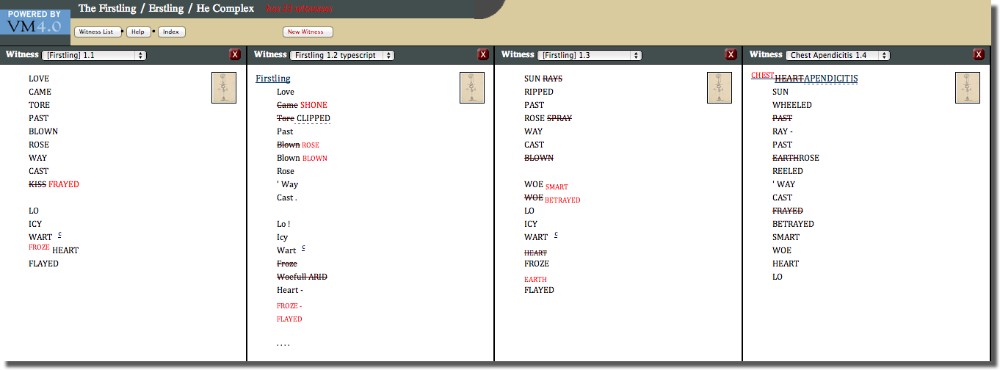 POWERED BY
VM4.0
The Firstling / Erstling / He Complex has 23 witnesses
Witness List • Help • Index New Witness
Witness [Firstling] 1.1 X
LOVE
CAME
TORE
PAST
BLOWN
ROSE
WAY
CAST
KISS FRAYED
LO
ICY
WART c
FROZE HEART
FLAYED
Witness Firstling 1.2 typescript X
Firstling
Love
Came SHONE
Tore CLIPPED
Past
Blown ROSE
Blown BLOWN
Rose
' Way
Cast .
Lo !
Icy
Wart c
Froze
Woefull ARID
Heart -
FROZE -
FLAYED
. . . .
Witness [Firstling] 1.3 X
SUN RAYS
RIPPED
PAST
ROSE SPRAY
WAY
CAST
BLOWN
WOE SMART
WOE BETRAYED
LO
ICY
WART c
HEART
FROZE
EARTH
FLAYED
Witness Chest Apendicitis 1.4 X
CHEST HEART APENDICITIS
SUN
WHEELED
PAST
RAY -
PAST
EARTHROSE
REELED
' WAY
CAST
FRAYED
BETRAYED
SMART
WOE
HEART
LO